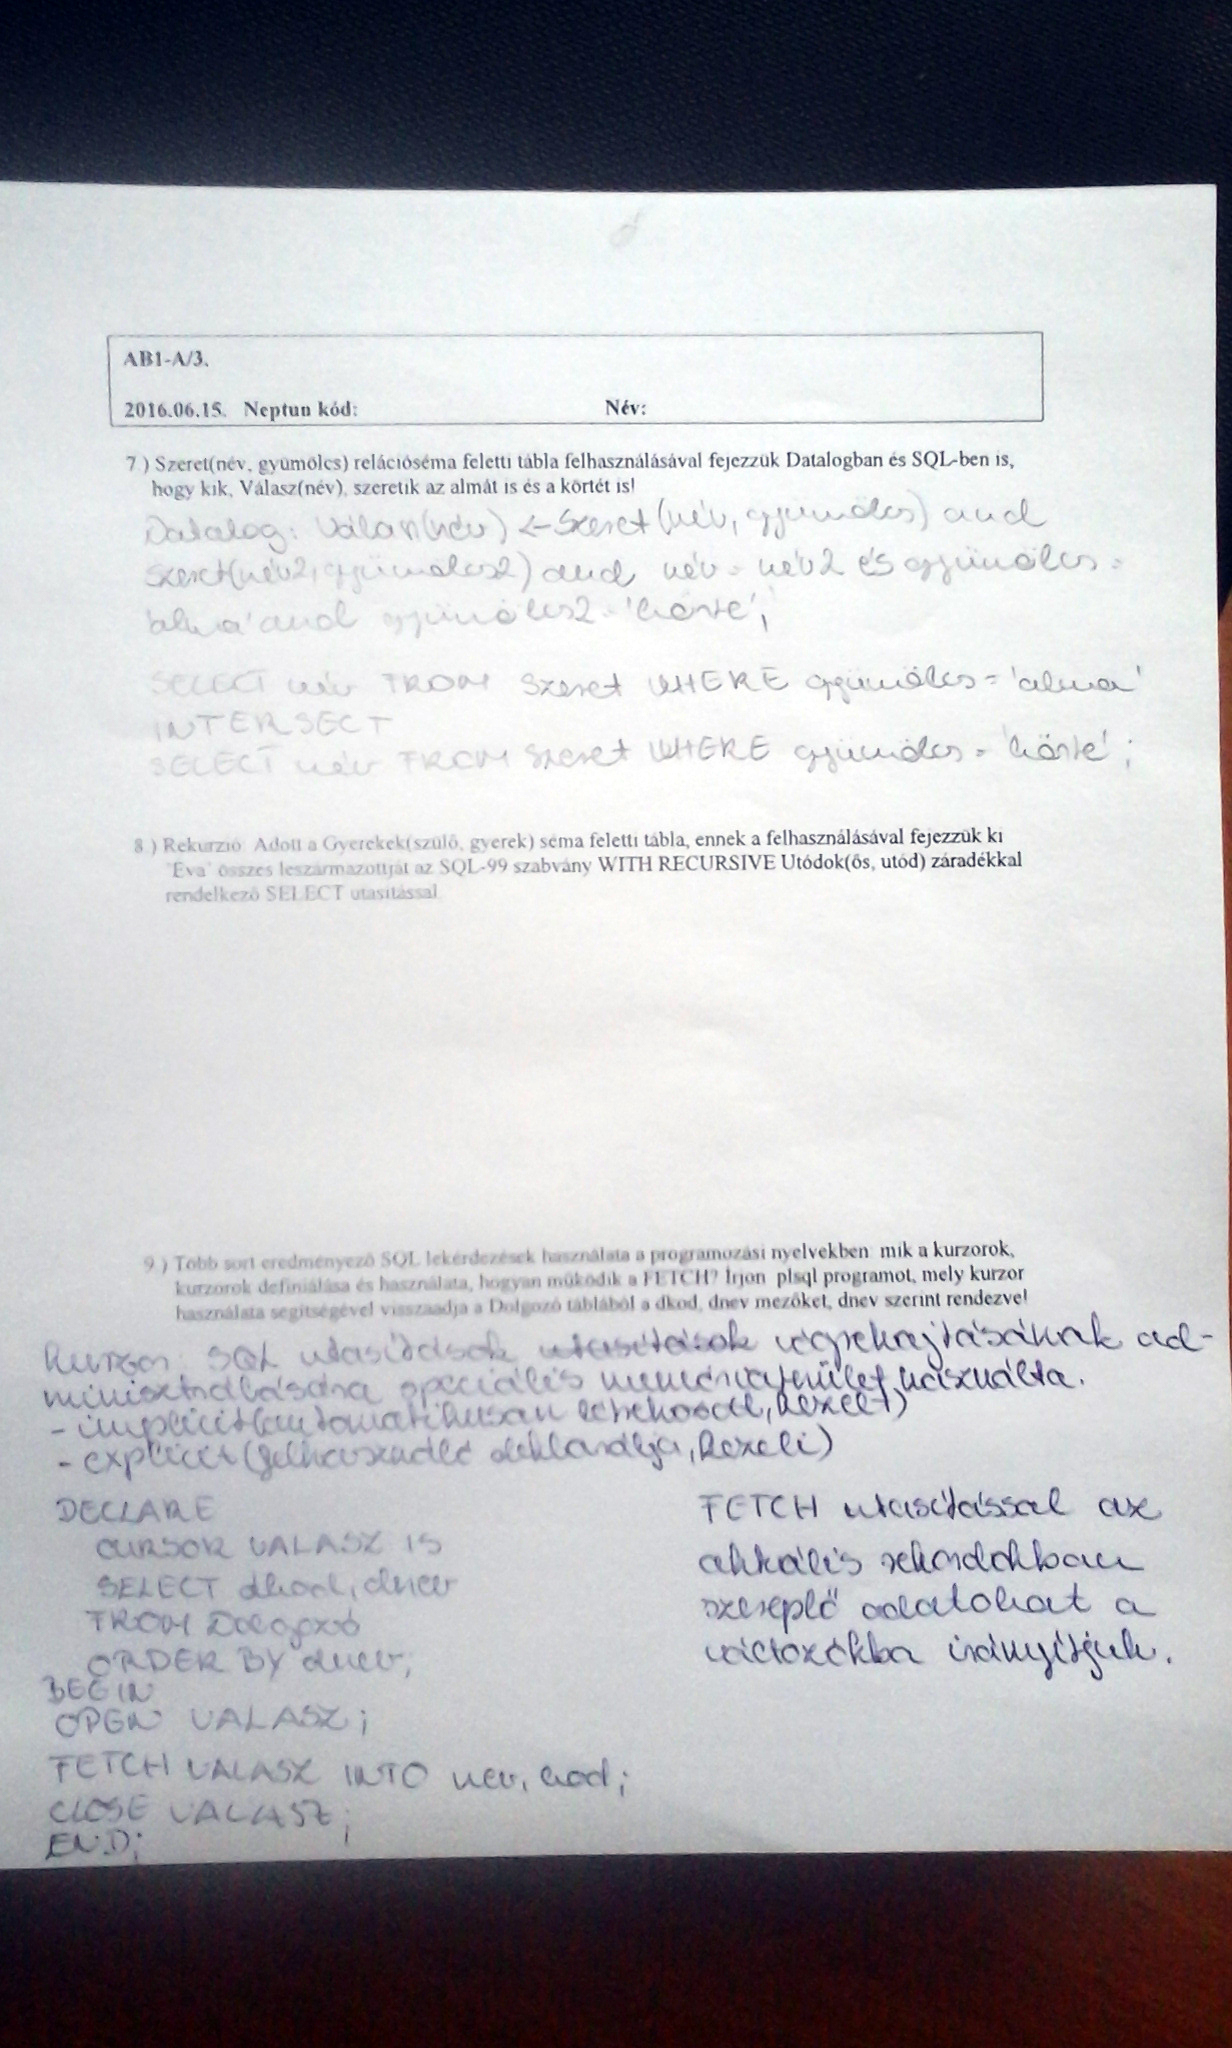 AB1-A/3.
2016.06.15. Neptun kód: Név:
7 ) Szeret(név, gyümölcs) relációséma feletti tábla felhasználásával fejezzük Datalogban és SQL-ben is,
hogy kik, Válasz(név), szeretik az almát is és a körtét is!
Datalog: Válasz(név) <- Szeret(név, gyümölcs) and
Szeret(név2, gyümölcs2) and név = név2 és gyümölcs =
'alma' and gyümölcs2 = 'körte';
SELECT név FROM Szeret WHERE gyümölcs = 'alma'
INTERSECT
SELECT név FROM Szeret WHERE gyümölcs = 'körte';
8 ) Rekurzió: Adott a Gyerekek(szülő, gyerek) séma feletti tábla, ennek a felhasználásával fejezzük ki
'Éva' összes leszármazottját az SQL-99 szabvány WITH RECURSIVE Utódok(ős, utód) záradékkal
rendelkező SELECT utasítással.
9 ) Több sort eredményező SQL lekérdezések használata a programozási nyelvekben: mik a kurzorok,
kurzorok definiálása és használata, hogyan működik a FETCH? Írjon plsql programot, mely kurzor
használata segítségével visszaadja a Dolgozó táblából a dkod, dnev mezőket, dnev szerint rendezve!
Kurzor: SQL utasítások utasítások végrehajtásának ad-
minisztrálására speciális memóriaterület használta.
- implicit(automatikusan létrehozott, kezelt)
- explicit(felhasználó deklarálja, kezeli)
DECLARE
CURSOR VALASZ IS
SELECT dkod, dnev
FROM Dolgozó
ORDER BY dnev;
BEGIN
OPEN VALASZ;
FETCH VALASZ INTO nev, kod;
CLOSE VALASZ;
END;
FETCH utasítással az
aktuális rekordokban
szereplő adatokat a
változókba irányítjuk.